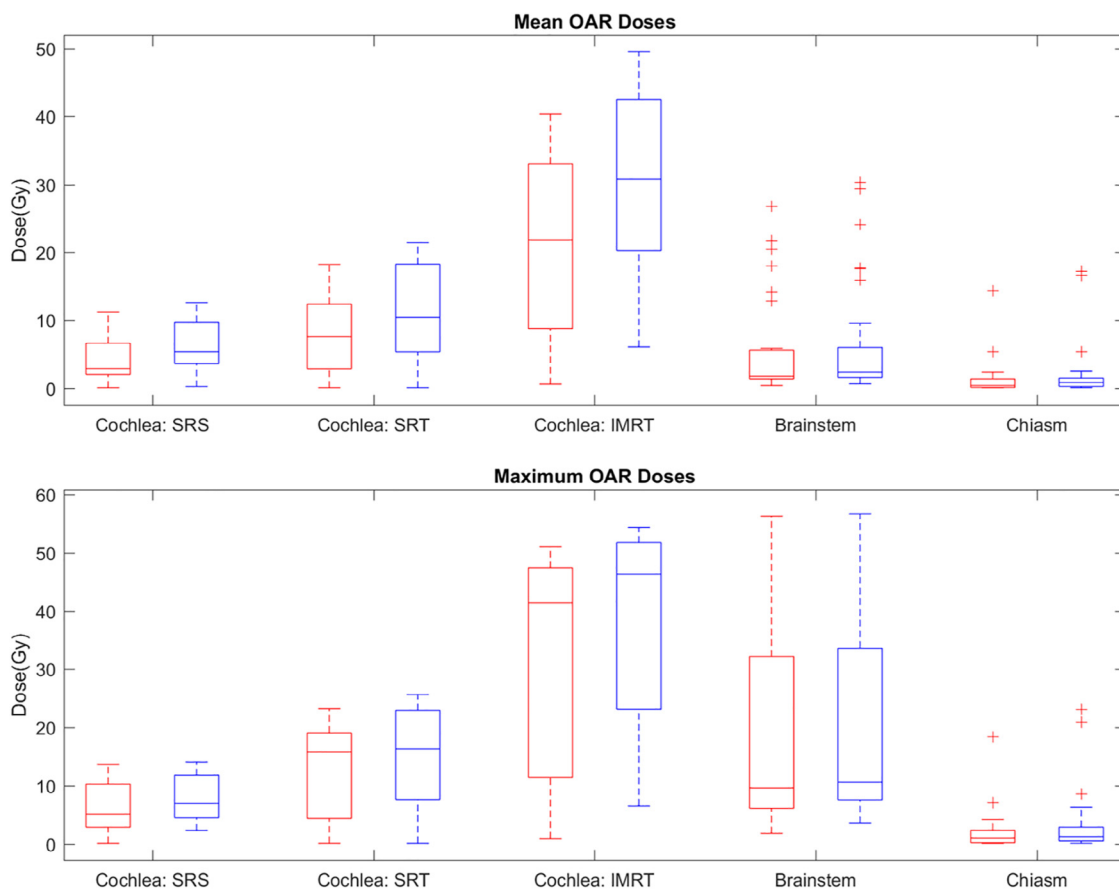 Mean OAR Doses
50
40
30
20
10
0
Dose(Gy)
Cochlea: SRS Cochlea: SRT Cochlea: IMRT Brainstem Chiasm
Maximum OAR Doses
60
50
40
30
20
10
0
Dose(Gy)
Cochlea: SRS Cochlea: SRT Cochlea: IMRT Brainstem Chiasm